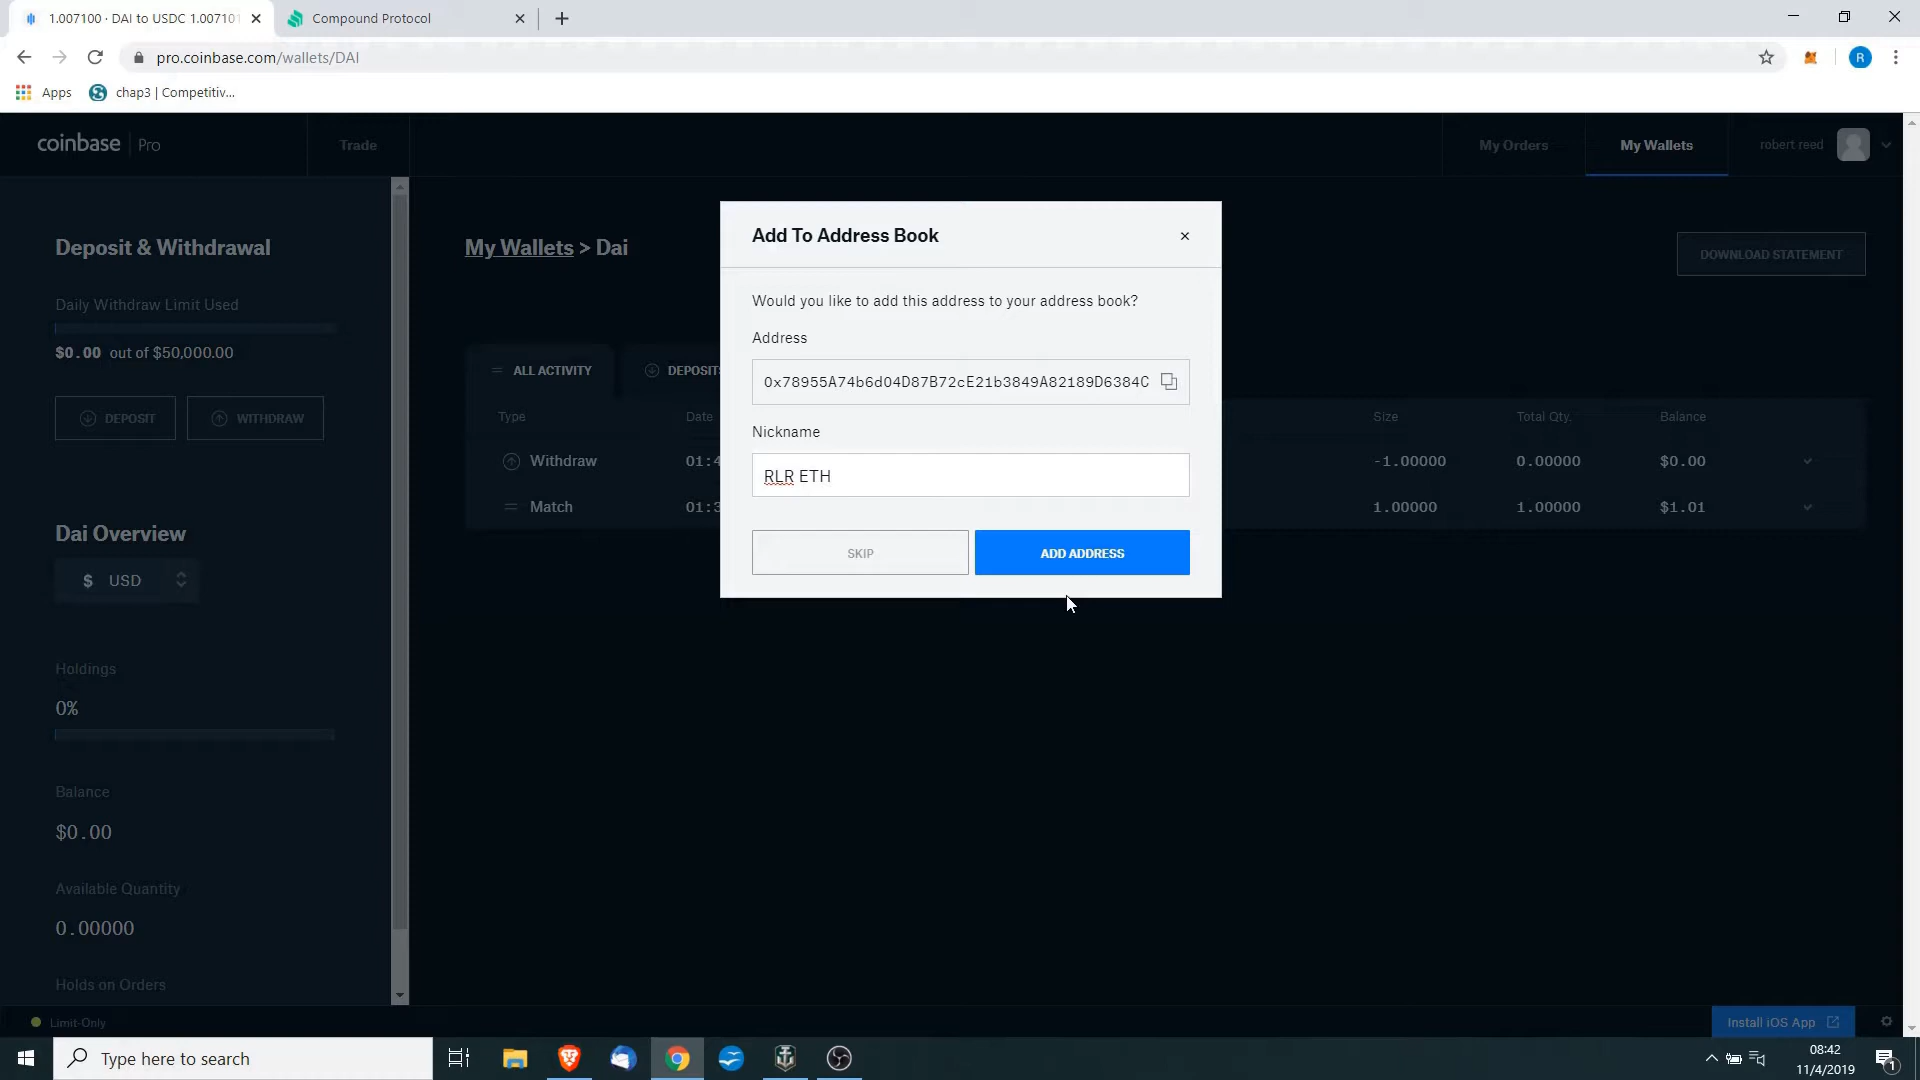 1.007100 · DAI to USDC 1.007101
Compound Protocol
pro.coinbase.com/wallets/DAI
R
Apps
chap3 | Competitiv...
coinbase Pro
Trade
My Orders
My Wallets
robert reed
Deposit & Withdrawal
Daily Withdraw Limit Used
$0.00 out of $50,000.00
DEPOSIT
WITHDRAW
Dai Overview
$ USD
Holdings
0%
Balance
$0.00
Available Quantity
0.00000
Holds on Orders
Limit-Only
My Wallets > Dai
DOWNLOAD STATEMENT
ALL ACTIVITY
DEPOSIT
Type Date Size Total Qty. Balance
Withdraw 01:4 -1.00000 0.00000 $0.00
Match 01:3 1.00000 1.00000 $1.01
Add To Address Book
Would you like to add this address to your address book?
Address
0x78955A74b6d04D87B72cE21b3849A82189D6384C
Nickname
RLR ETH
SKIP
ADD ADDRESS
Install iOS App
Type here to search
08:42
11/4/2019
1